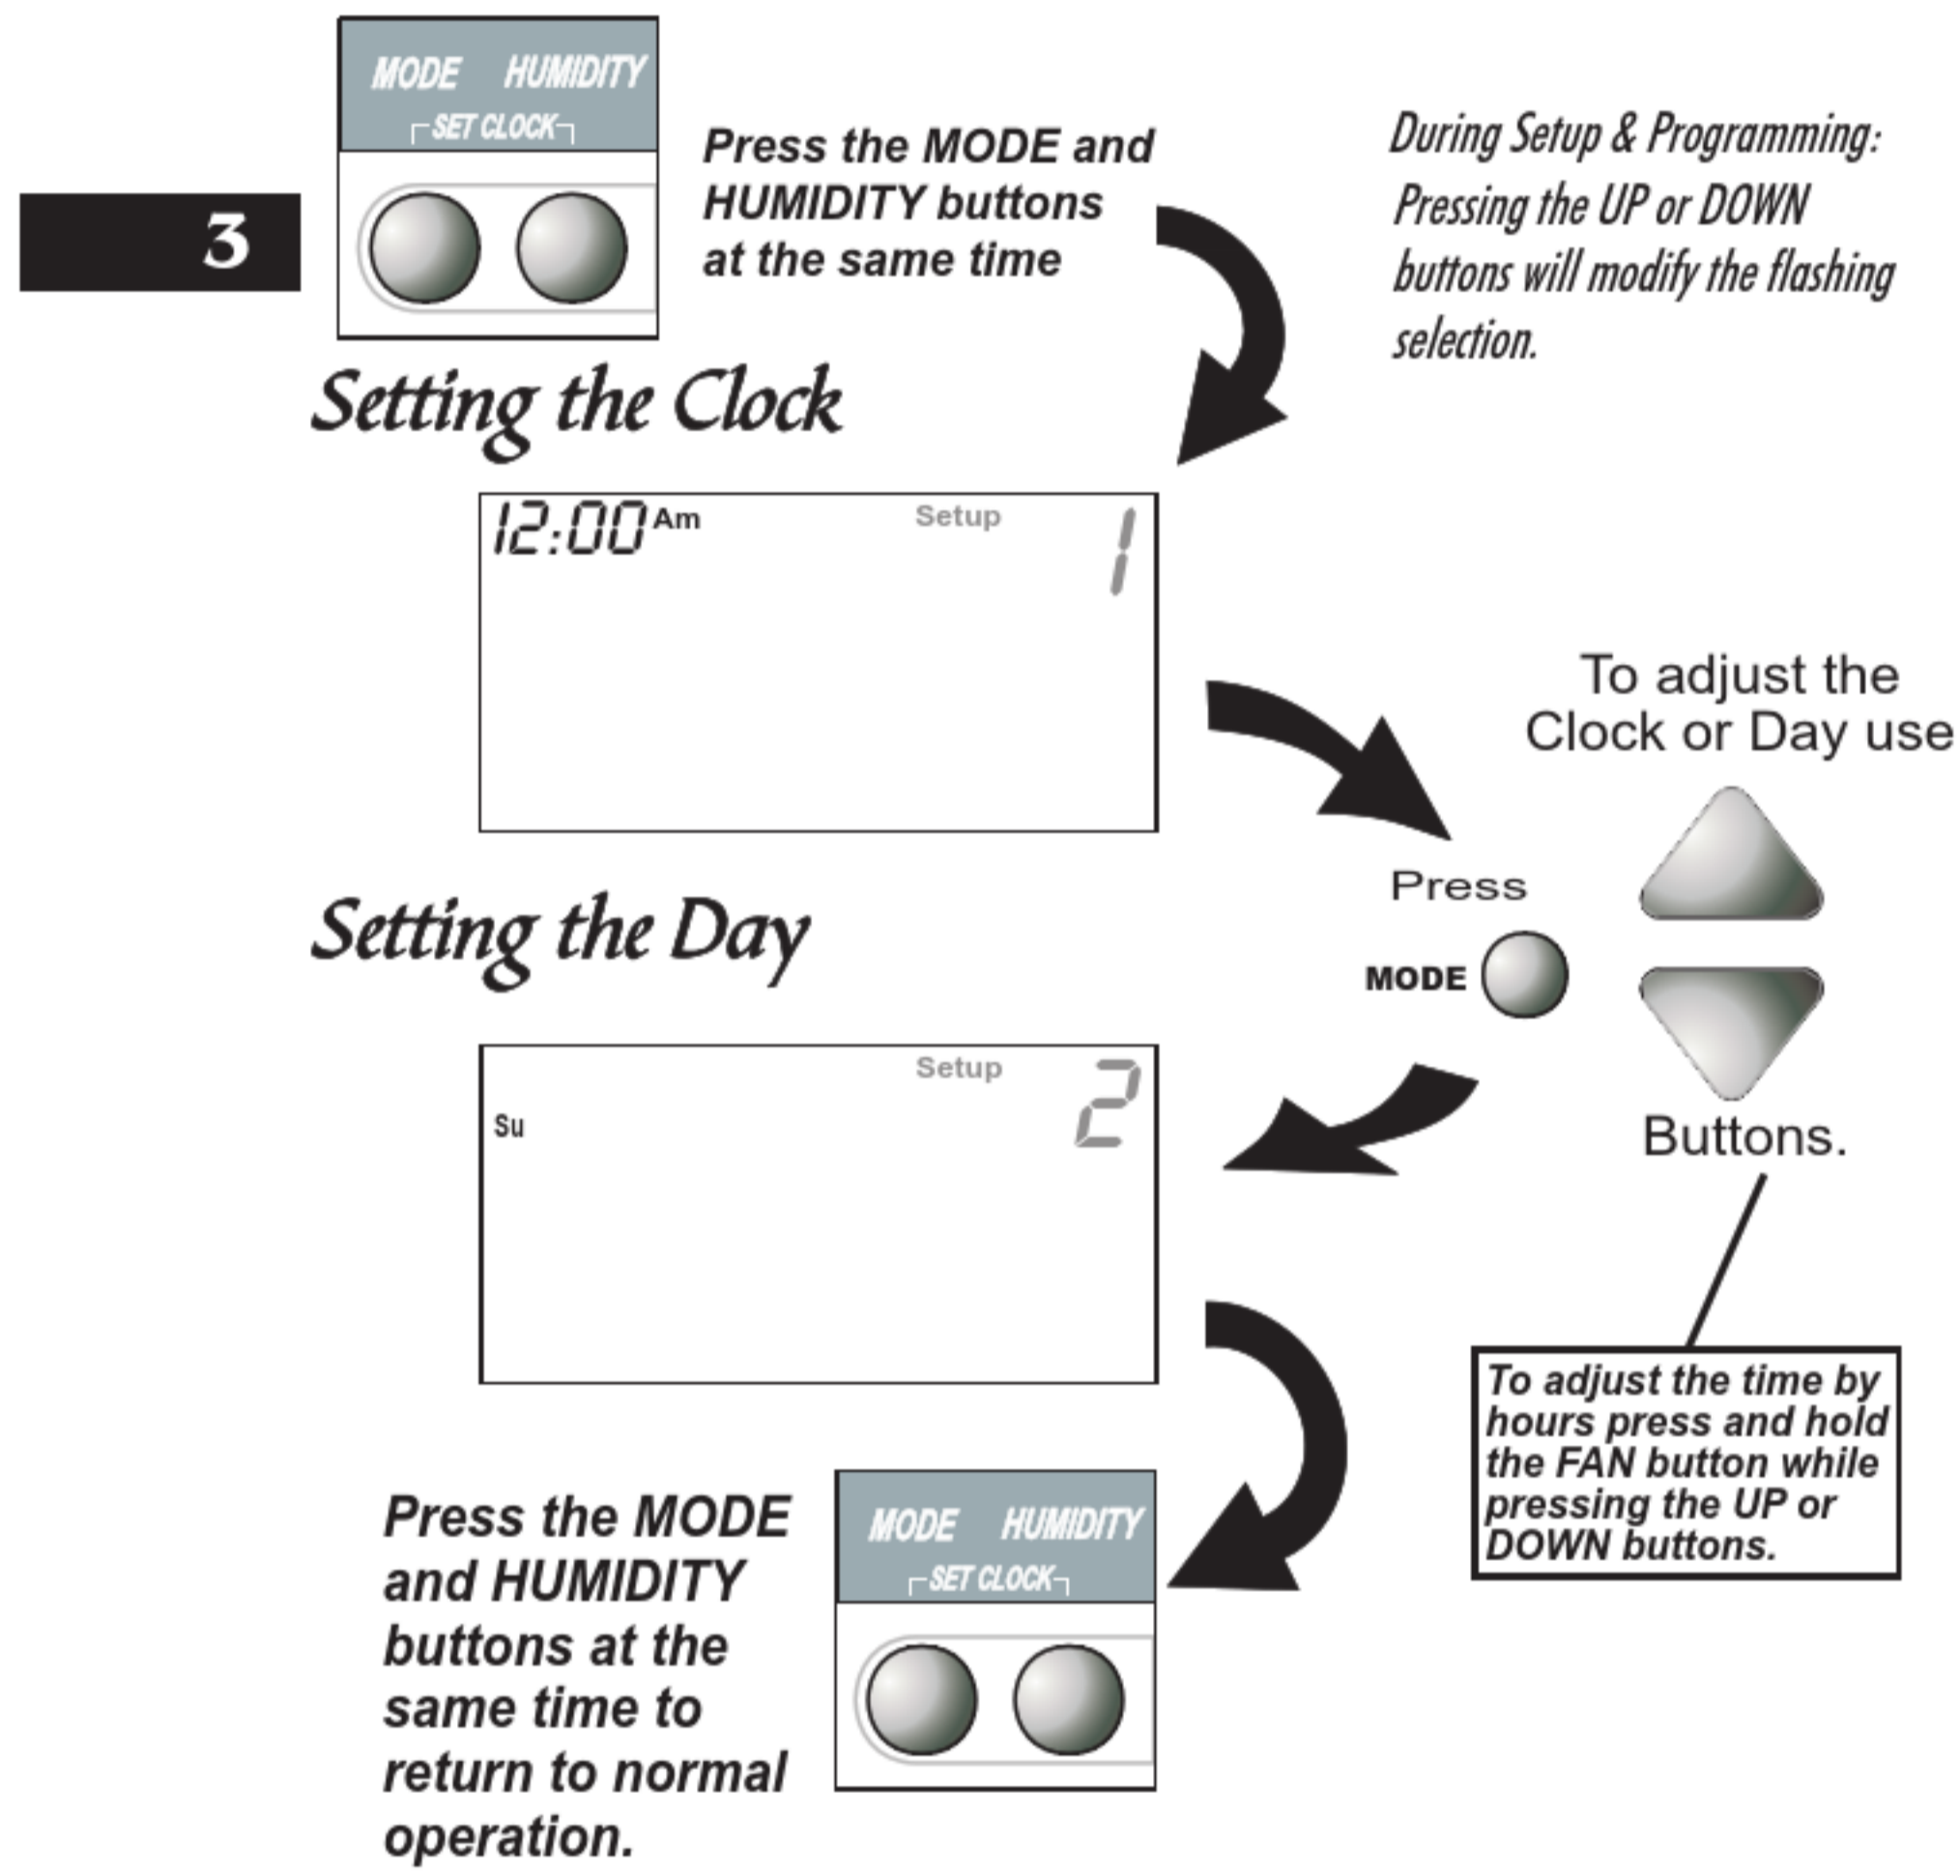 MODE HUMIDITY
SET CLOCK
3
Press the MODE and
HUMIDITY buttons
at the same time
During Setup & Programming:
Pressing the UP or DOWN
buttons will modify the flashing
selection.
Setting the Clock
12:00 Am Setup 1
To adjust the
Clock or Day use
Press
MODE
Buttons.
Setting the Day
Setup 2
Su
To adjust the time by
hours press and hold
the FAN button while
pressing the UP or
DOWN buttons.
Press the MODE
and HUMIDITY
buttons at the
same time to
return to normal
operation.
MODE HUMIDITY
SET CLOCK